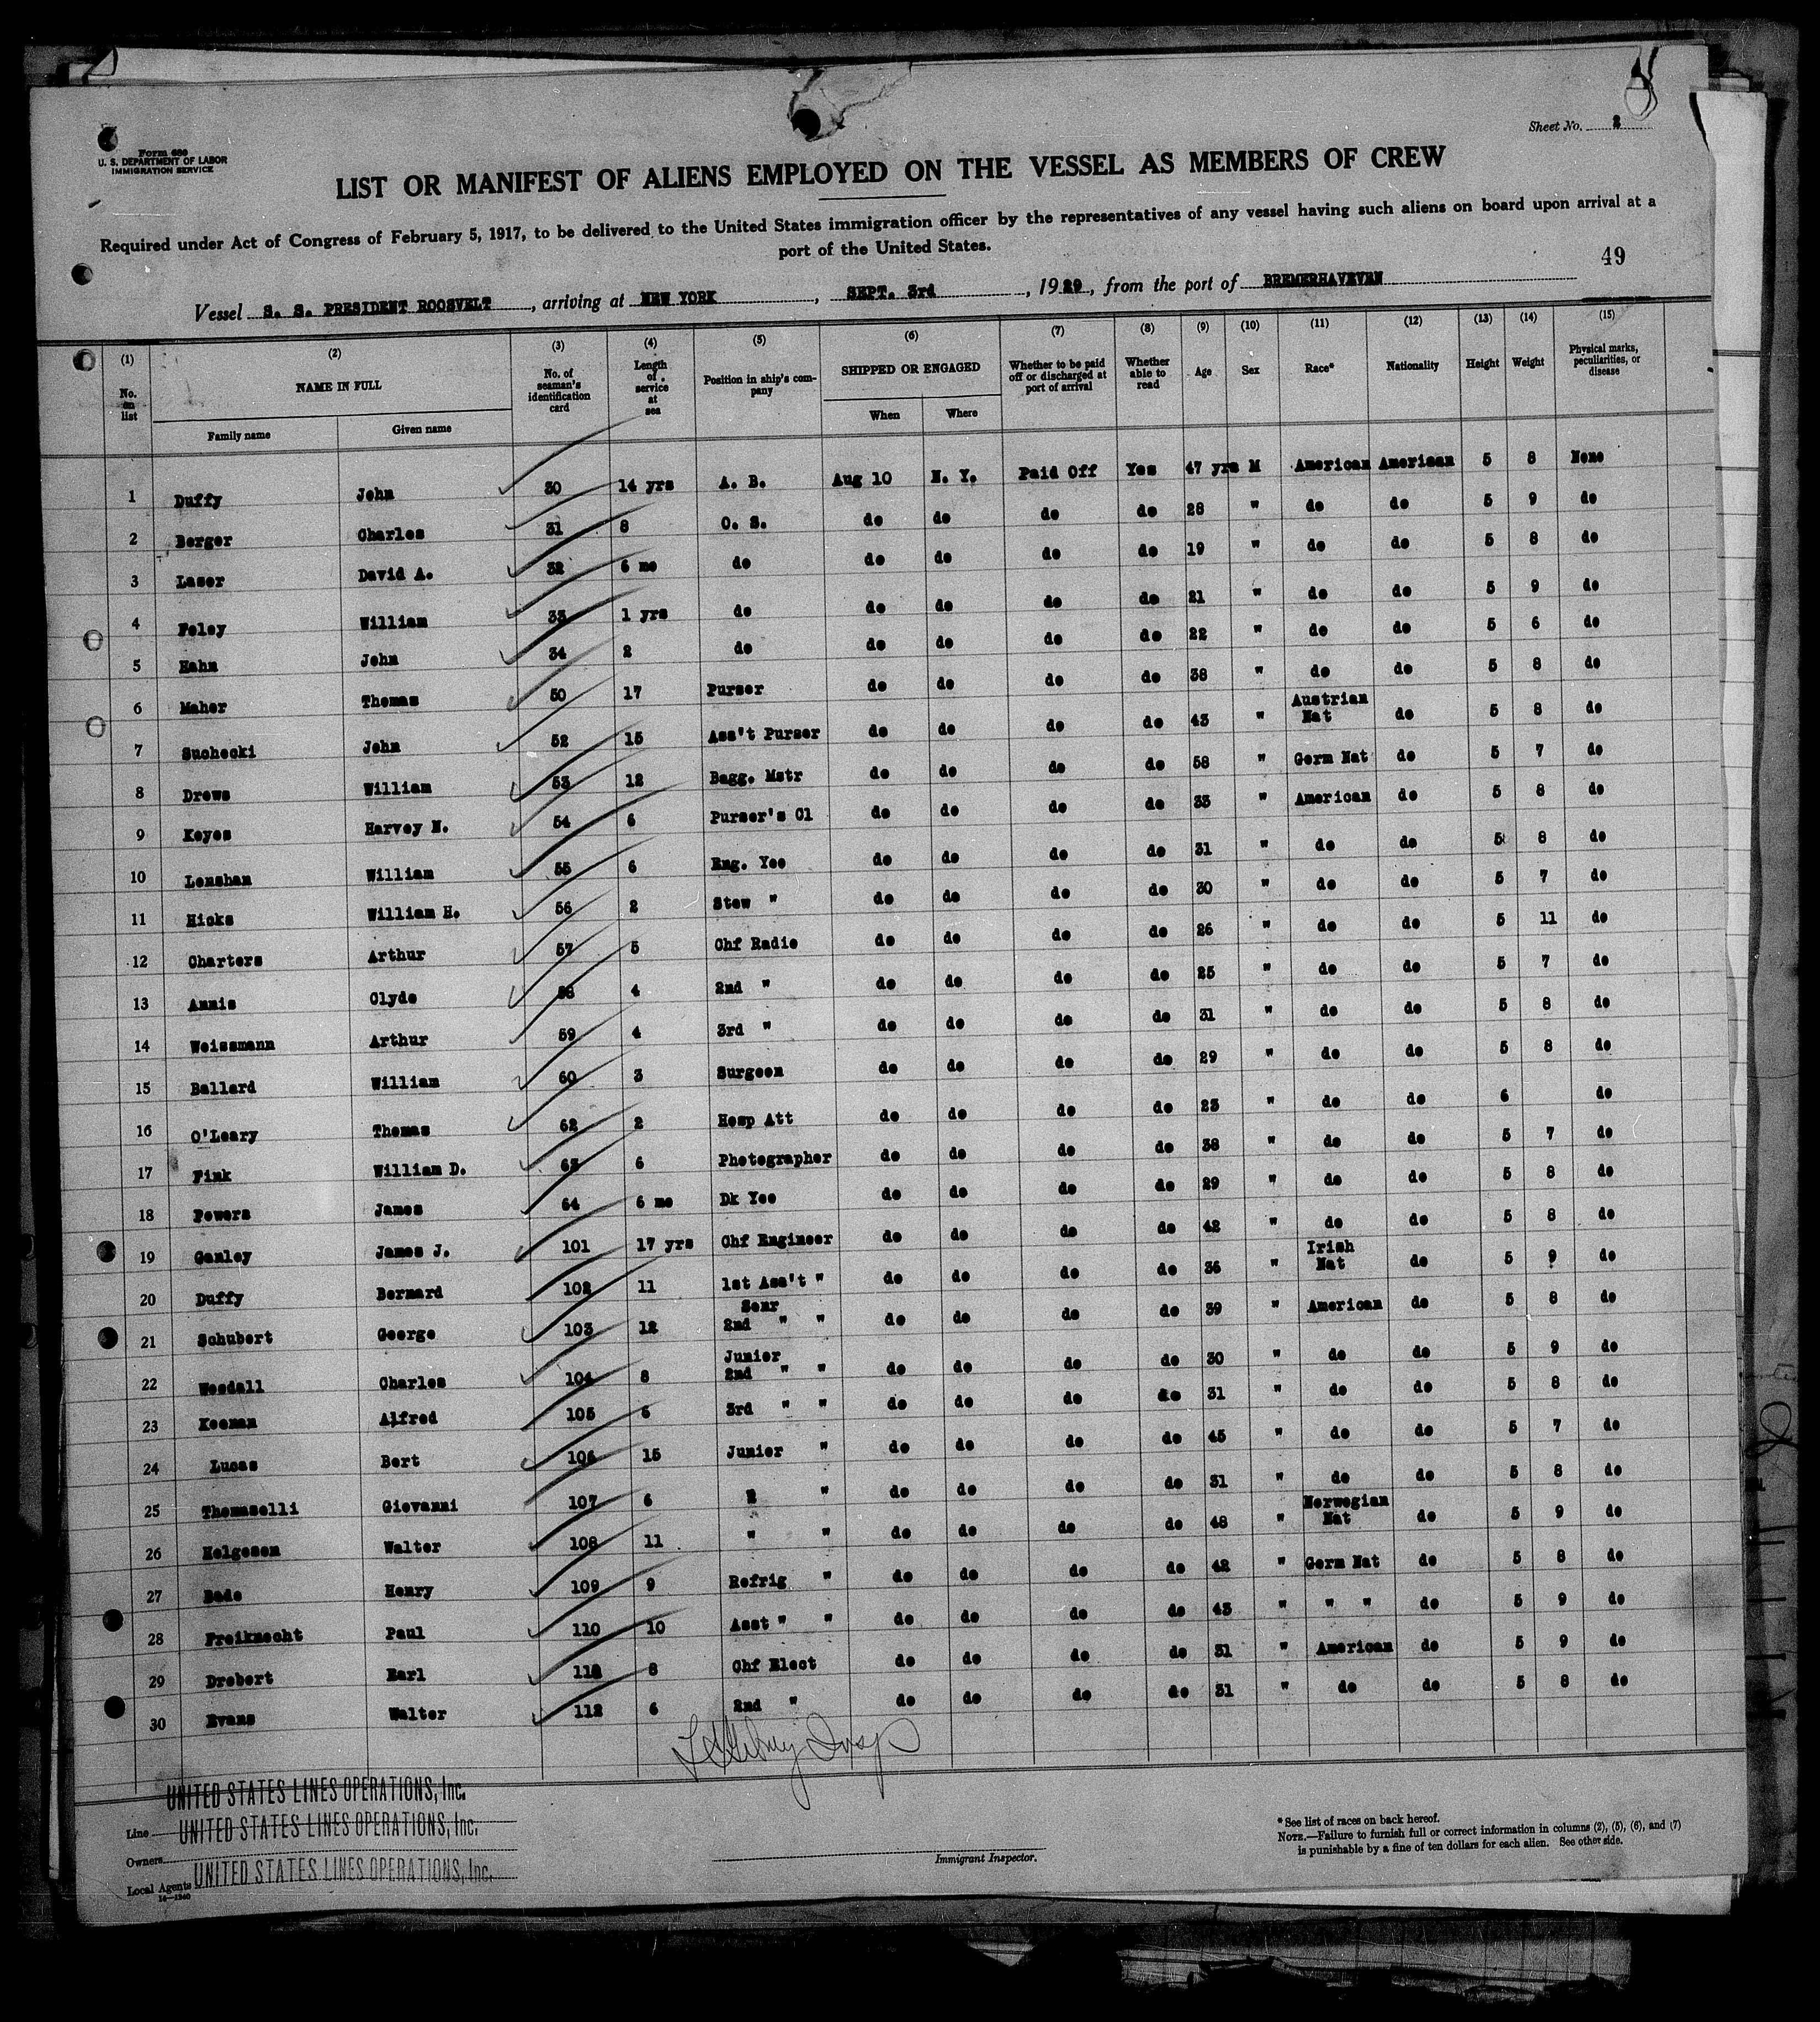 Sheet No. 2
Form 680
U. S. DEPARTMENT OF LABOR
IMMIGRATION SERVICE
LIST OR MANIFEST OF ALIENS EMPLOYED ON THE VESSEL AS MEMBERS OF CREW
Required under Act of Congress of February 5, 1917, to be delivered to the United States immigration officer by the representatives of any vessel having such aliens on board upon arrival at a
port of the United States.
49
Vessel S. S. PRESIDENT ROOSVELT, arriving at NEW YORK, SEPT. 3rd, 1929, from the port of BREMERHAVEVEN
(1) (2) (3) (4) (5) (6) (7) (8) (9) (10) (11) (12) (13) (14) (15)
No. on list NAME IN FULL No. of seaman's identification card Length of service at sea Position in ship's company SHIPPED OR ENGAGED Whether to be paid off or discharged at port of arrival Whether able to read Age Sex Race* Nationality Height Weight Physical marks, peculiarities, or disease
Family name Given name When Where
1 Duffy John 30 14 yrs A. B. Aug 10 N. Y. Paid Off Yes 47 yrs M American American 5 8 None
2 Berger Charles 31 8 O. S. do do do do 28 " do do 5 9 do
3 Laser David A. 32 6 mo do do do do do 19 " do do 5 8 do
4 Foley William 33 1 yrs do do do do do 21 " do do 5 9 do
5 Hahn John 34 2 do do do do do 22 " do do 5 6 do
6 Maher Thomas 50 17 Purser do do do do 38 " do do 5 8 do
7 Suchecki John 52 15 Ass't Purser do do do do 43 " Austrian Nat do 5 8 do
8 Drews William 53 12 Bagg. Mstr do do do do 58 " Germ Nat do 5 7 do
9 Keyes Harvey N. 54 6 Purser's Cl do do do do 33 " American do 5 8 do
10 Lenahan William 55 6 Eng. Yeo do do do do 31 " do do 5 8 do
11 Hicks William H. 56 2 Stew " do do do do 30 " do do 5 7 do
12 Charters Arthur 57 5 Chf Radio do do do do 26 " do do 5 11 do
13 Annis Clyde 58 4 2nd " do do do do 25 " do do 5 7 do
14 Weissmann Arthur 59 4 3rd " do do do do 31 " do do 5 8 do
15 Ballard William 60 3 Surgeon do do do do 29 " do do 5 8 do
16 O'Leary Thomas 62 2 Hosp Att do do do do 23 " do do 6 do
17 Fink William D. 63 6 Photographer do do do do 38 " do do 5 7 do
18 Powers James 64 6 mo Dk Yeo do do do do 29 " do do 5 8 do
19 Ganley James J. 101 17 yrs Chf Engineer do do do do 42 " do do 5 8 do
20 Duffy Bernard 102 11 1st Ass't " do do do do 36 " Irish Nat do 5 9 do
21 Schubert George 103 12 Senr 2nd " " do do do do 39 " American do 5 8 do
22 Woodall Charles 104 8 Junior 2nd " " do do do do 30 " do do 5 9 do
23 Keenan Alfred 105 6 3rd " " do do do do 31 " do do 5 8 do
24 Lucas Bert 106 15 Junior " do do do do 45 " do do 5 7 do
25 Thomaselli Giovanni 107 6 " do do do do 31 " do do 5 8 do
26 Helgesen Walter 108 11 " " do do do do 48 " Norwegian Nat do 5 9 do
27 Bade Henry 109 9 Refrig " do do do do 42 " Germ Nat do 5 8 do
28 Freiknecht Paul 110 10 Asst " " do do do do 43 " " " do 5 9 do
29 Drebert Earl 8 Chf Elect do do do do 31 " American do 5 9 do
30 Evans Walter 112 6 2nd " do do do do 31 " do do 5 8 do
UNITED STATES LINES OPERATIONS, Inc.
Line UNITED STATES LINES OPERATIONS, Inc.
Owners
Local Agents UNITED STATES LINES OPERATIONS, Inc.
Immigrant Inspector.
* See list of races on back hereof.
NOTE.—Failure to furnish full or correct information in columns (2), (5), (6), and (7)
is punishable by a fine of ten dollars for each alien. See other side.